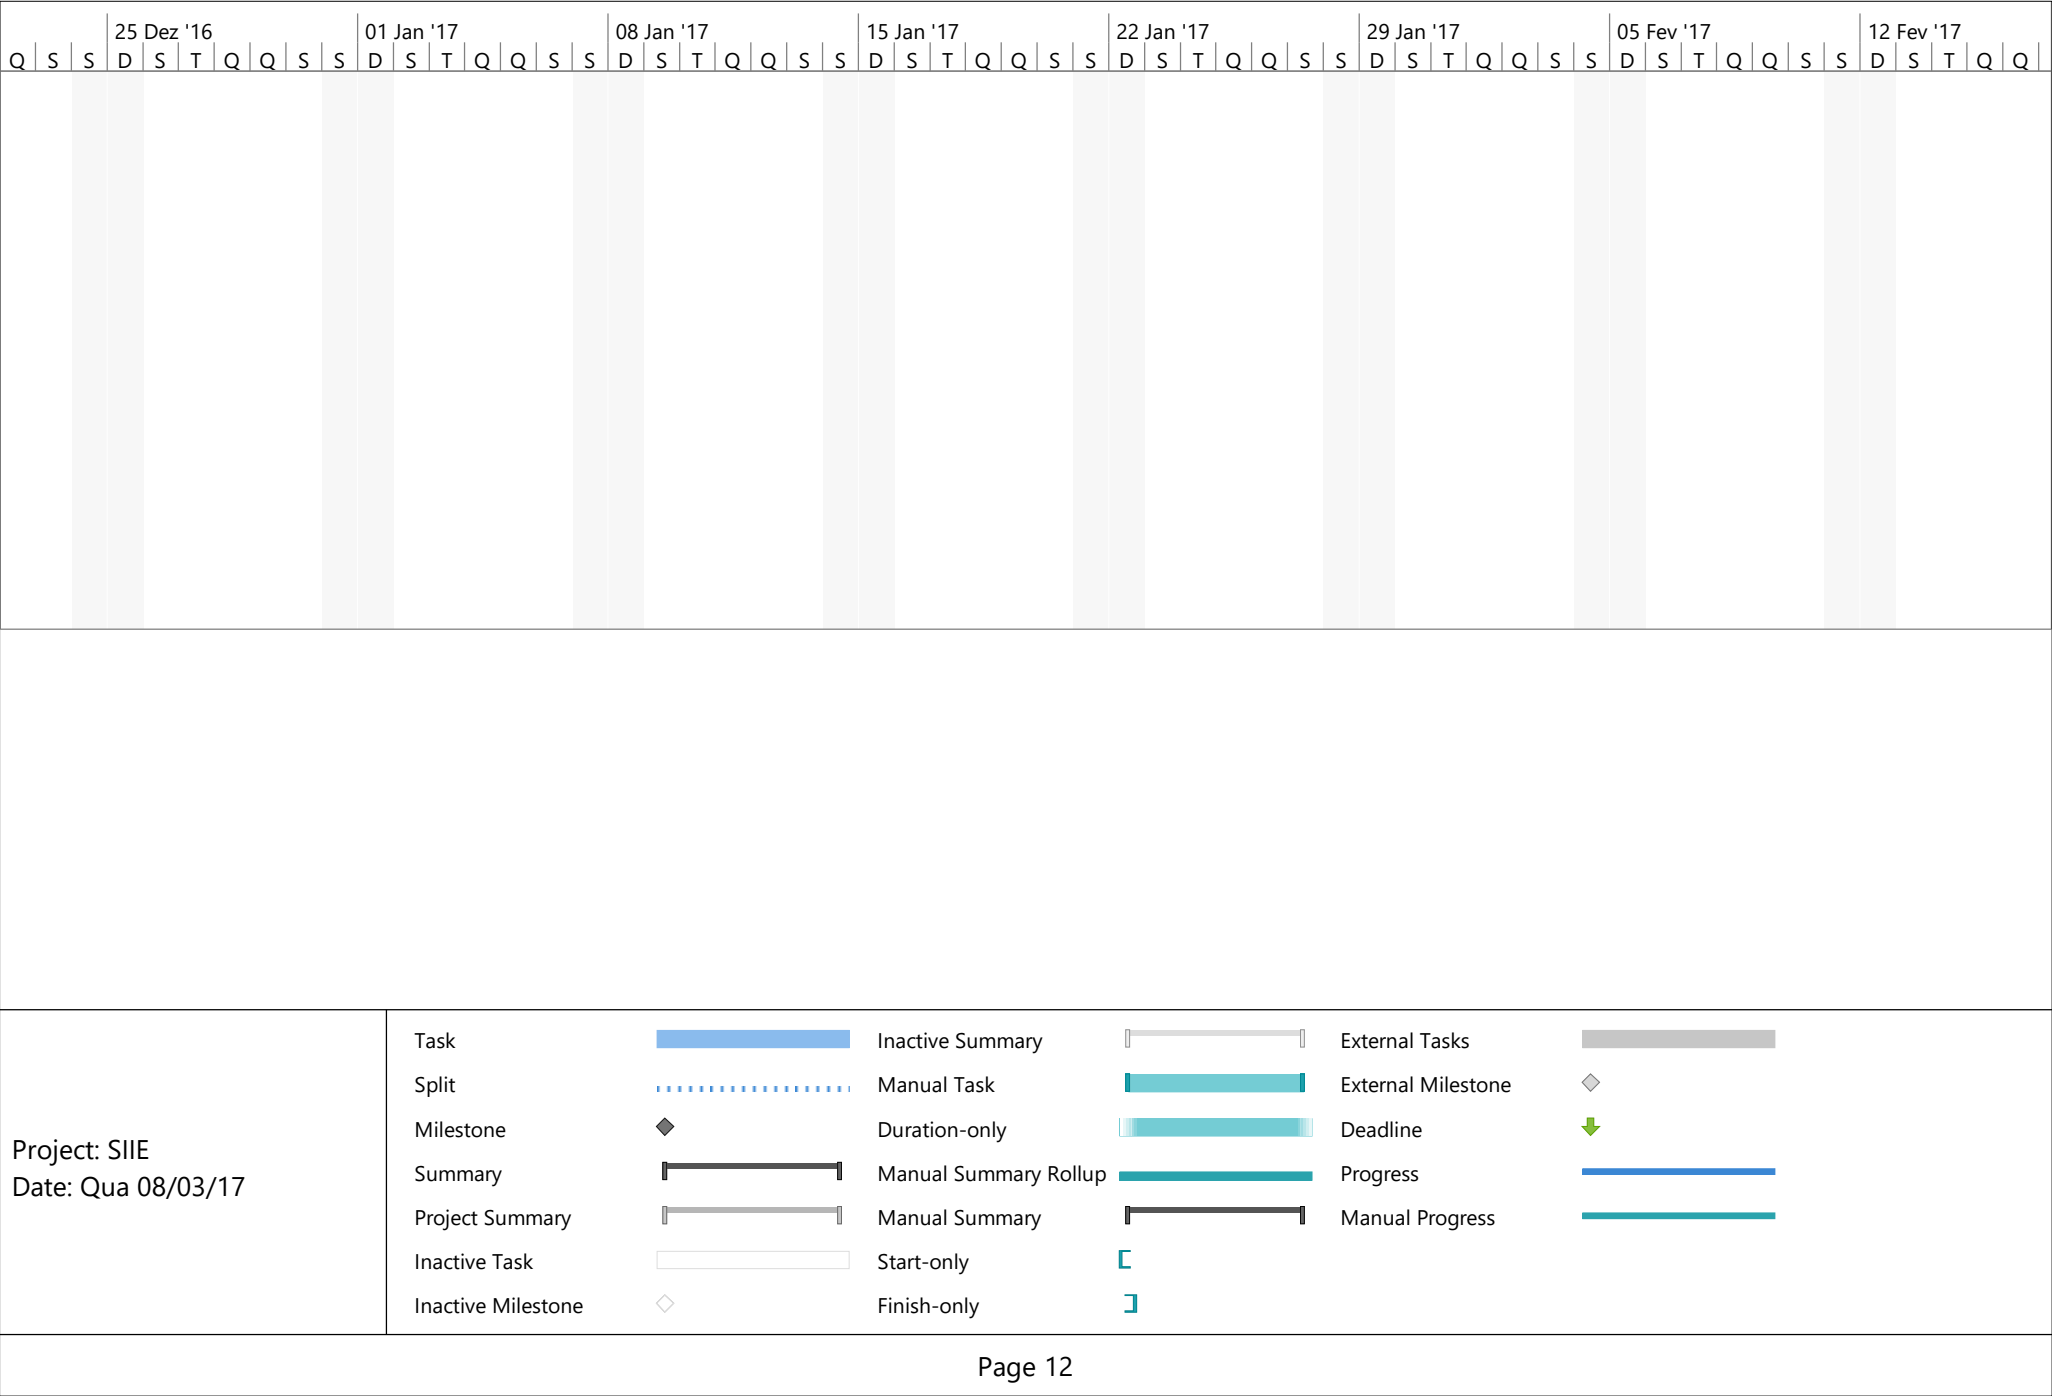 25 Dez '16 01 Jan '17 08 Jan '17 15 Jan '17 22 Jan '17 29 Jan '17 05 Fev '17 12 Fev '17
Q S S D S T Q Q S S D S T Q Q S S D S T Q Q S S D S T Q Q S S D S T Q Q S S D S T Q Q S S D S T Q Q S S D S T Q Q
Project: SIIE
Date: Qua 08/03/17
Task
Split
Milestone
Summary
Project Summary
Inactive Task
Inactive Milestone
Inactive Summary
Manual Task
Duration-only
Manual Summary Rollup
Manual Summary
Start-only
Finish-only
External Tasks
External Milestone
Deadline
Progress
Manual Progress
Page 12